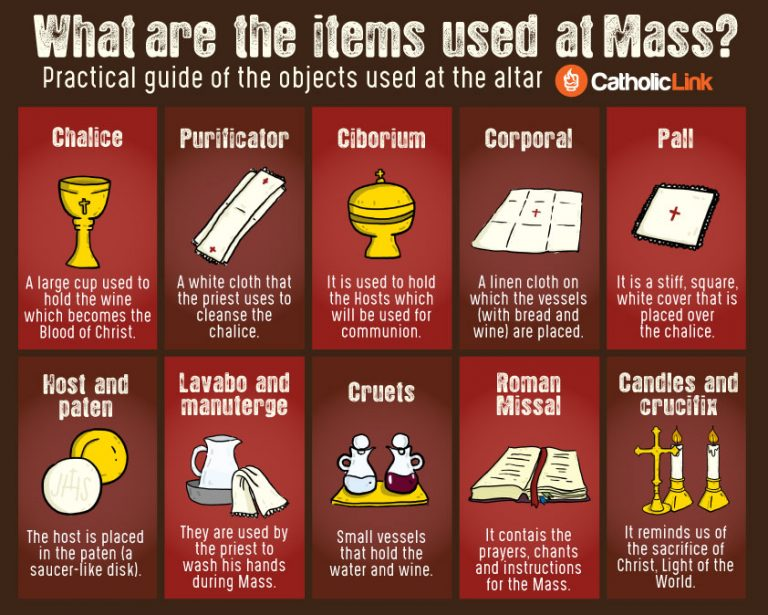 What are the items used at Mass?
Practical guide of the objects used at the altar
CatholicLink
Chalice
A large cup used to
hold the wine
which becomes the
Blood of Christ.
Purificator
A white cloth that
the priest uses to
cleanse the
chalice.
Ciborium
It is used to hold
the Hosts which
will be used for
communion.
Corporal
A linen cloth on
which the vessels
(with bread and
wine) are placed.
Pall
It is a stiff, square,
white cover that is
placed over
the chalice.
Host and
paten
JHS
The host is placed
in the paten (a
saucer-like disk).
Lavabo and
manuterge
They are used by
the priest to
wash his hands
during Mass.
Cruets
Small vessels
that hold the
water and wine.
Roman
Missal
It contais the
prayers, chants
and instructions
for the Mass.
Candles and
crucifix
It reminds us of
the sacrifice of
Christ, Light of the
World.